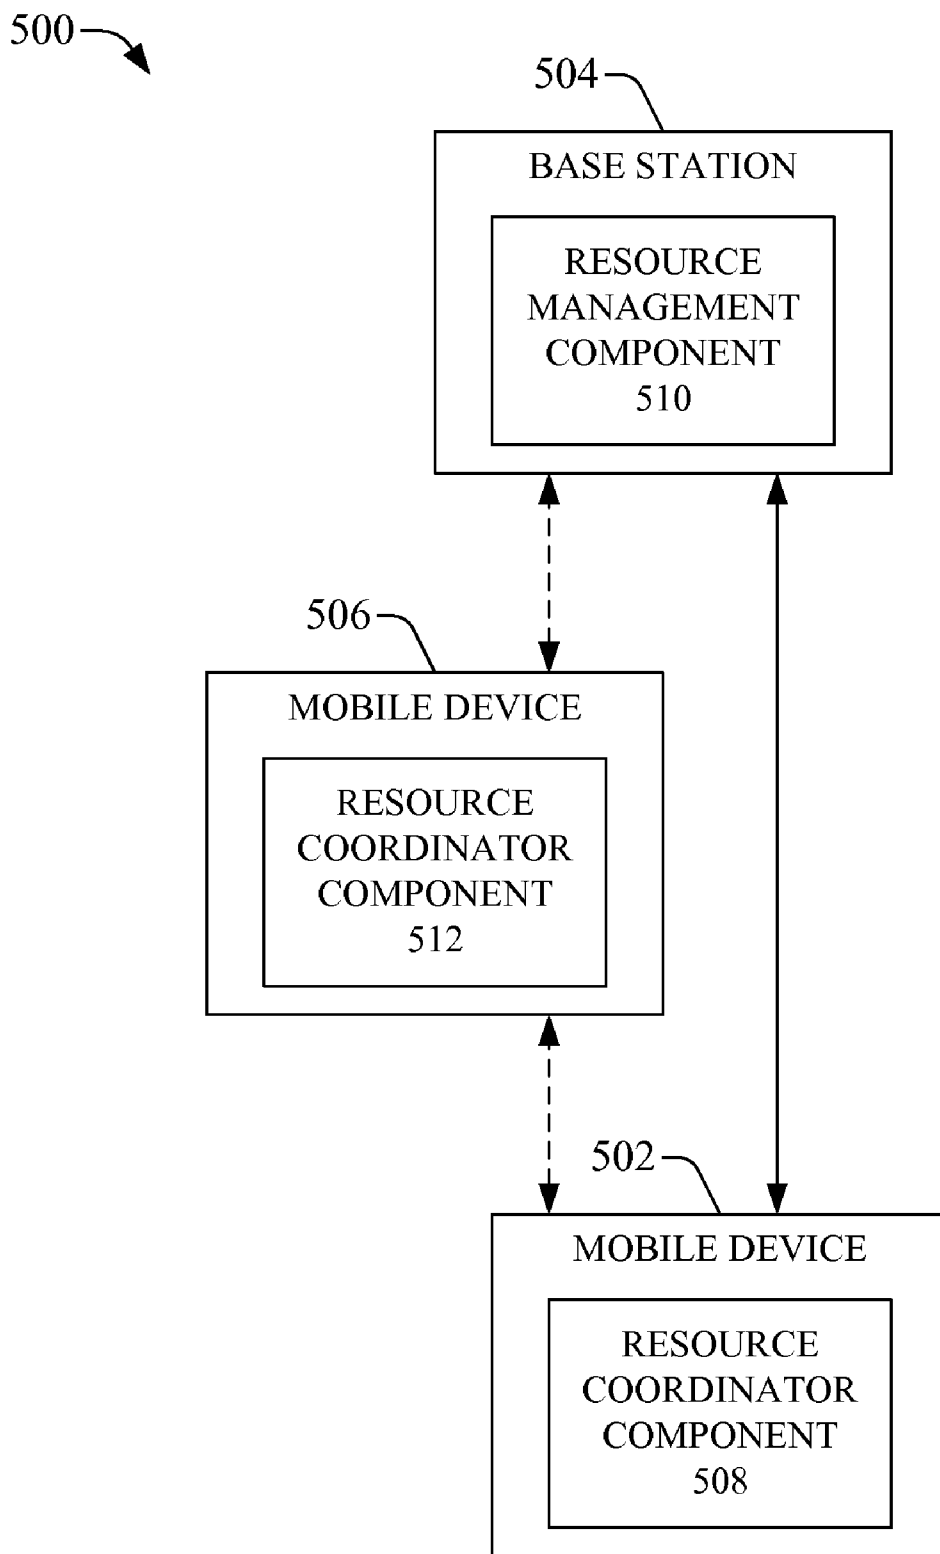 500
504
BASE STATION
RESOURCE
MANAGEMENT
COMPONENT
510
506
MOBILE DEVICE
RESOURCE
COORDINATOR
COMPONENT
512
502
MOBILE DEVICE
RESOURCE
COORDINATOR
COMPONENT
508